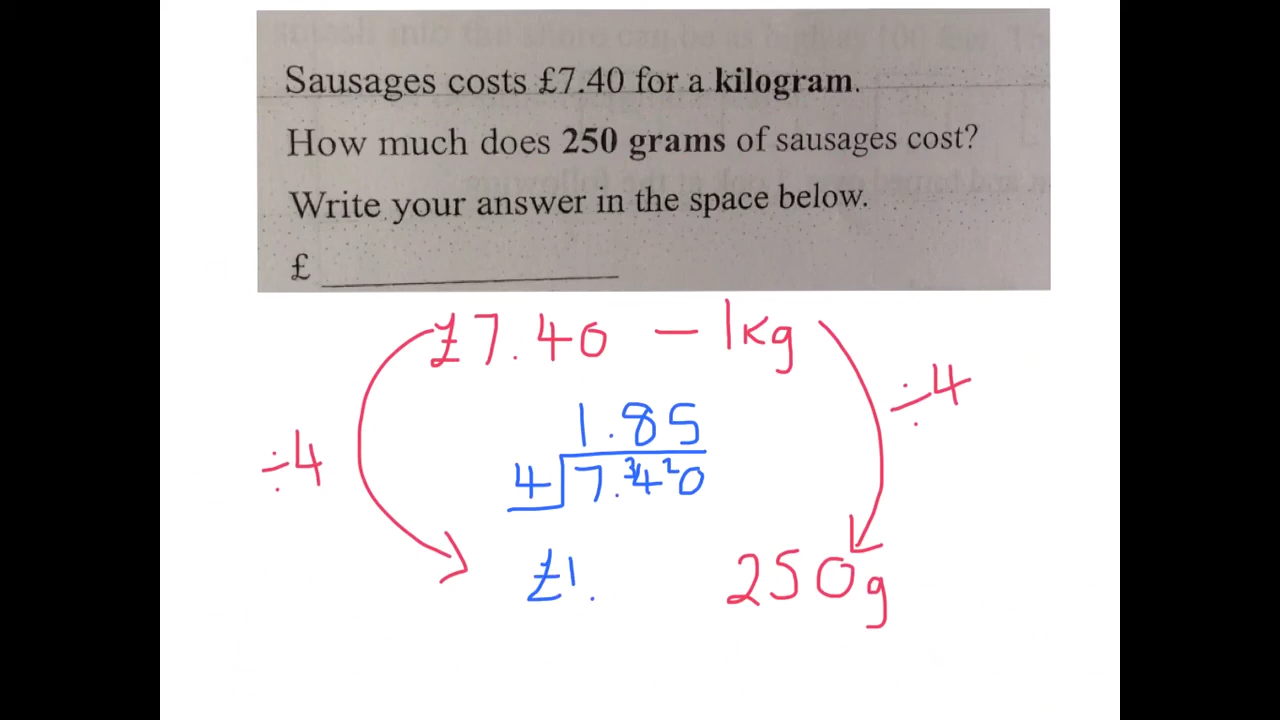 Sausages costs £7.40 for a kilogram.
How much does 250 grams of sausages cost?
Write your answer in the space below.
£
£7.40 – 1kg
÷4
÷4
1.85
4 7.³4²0
£1.
250g